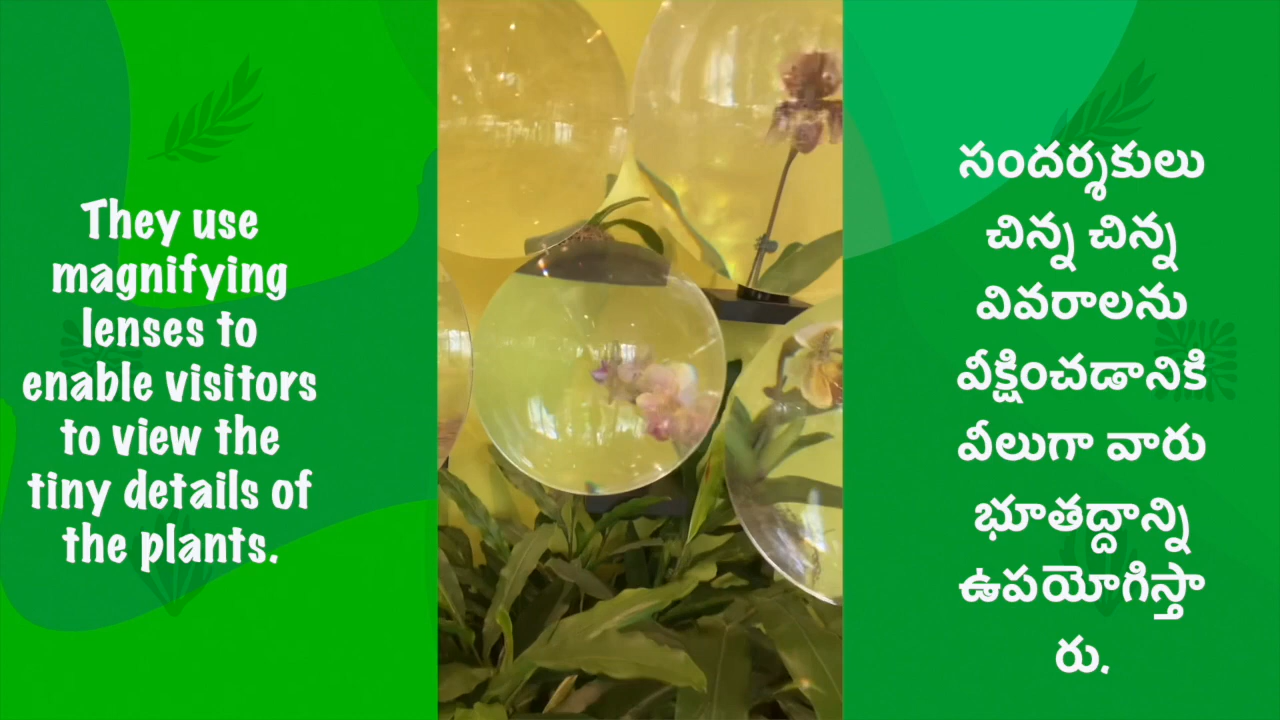 They use
magnifying
lenses to
enable visitors
to view the
tiny details of
the plants.
సందర్శకులు
చిన్న చిన్న
వివరాలను
వీక్షించడానికి
వీలుగా వారు
భూతద్దాన్ని
ఉపయోగిస్తా
రు.